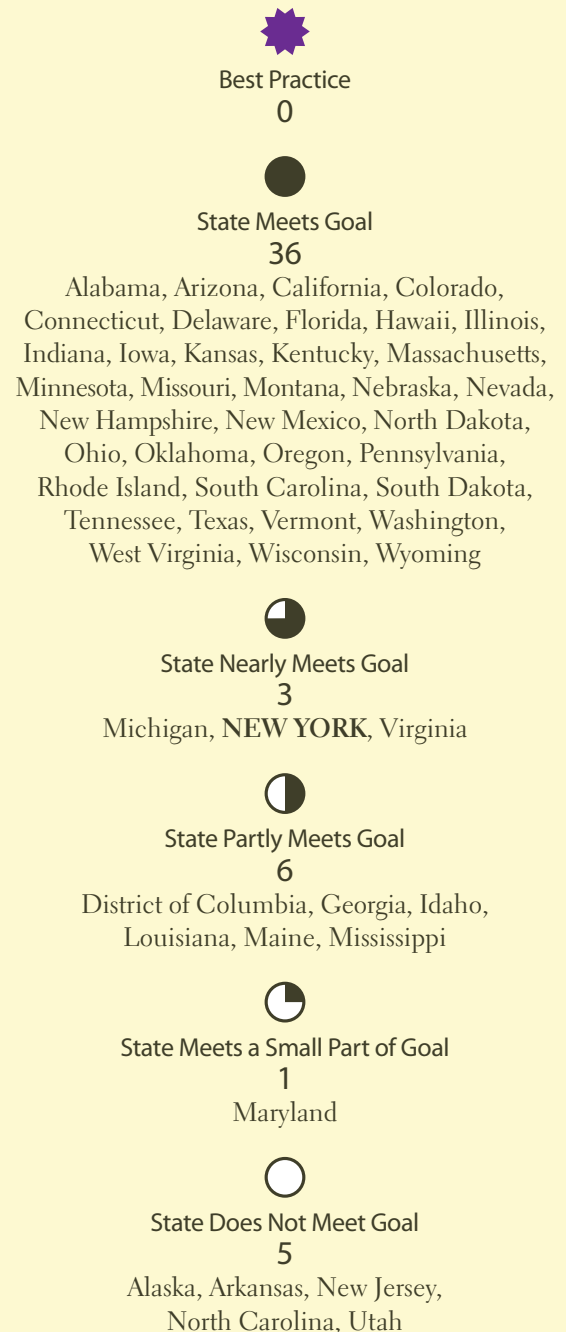 Best Practice
0
State Meets Goal
36
Alabama, Arizona, California, Colorado,
Connecticut, Delaware, Florida, Hawaii, Illinois,
Indiana, Iowa, Kansas, Kentucky, Massachusetts,
Minnesota, Missouri, Montana, Nebraska, Nevada,
New Hampshire, New Mexico, North Dakota,
Ohio, Oklahoma, Oregon, Pennsylvania,
Rhode Island, South Carolina, South Dakota,
Tennessee, Texas, Vermont, Washington,
West Virginia, Wisconsin, Wyoming
State Nearly Meets Goal
3
Michigan, NEW YORK, Virginia
State Partly Meets Goal
6
District of Columbia, Georgia, Idaho,
Louisiana, Maine, Mississippi
State Meets a Small Part of Goal
1
Maryland
State Does Not Meet Goal
5
Alaska, Arkansas, New Jersey,
North Carolina, Utah